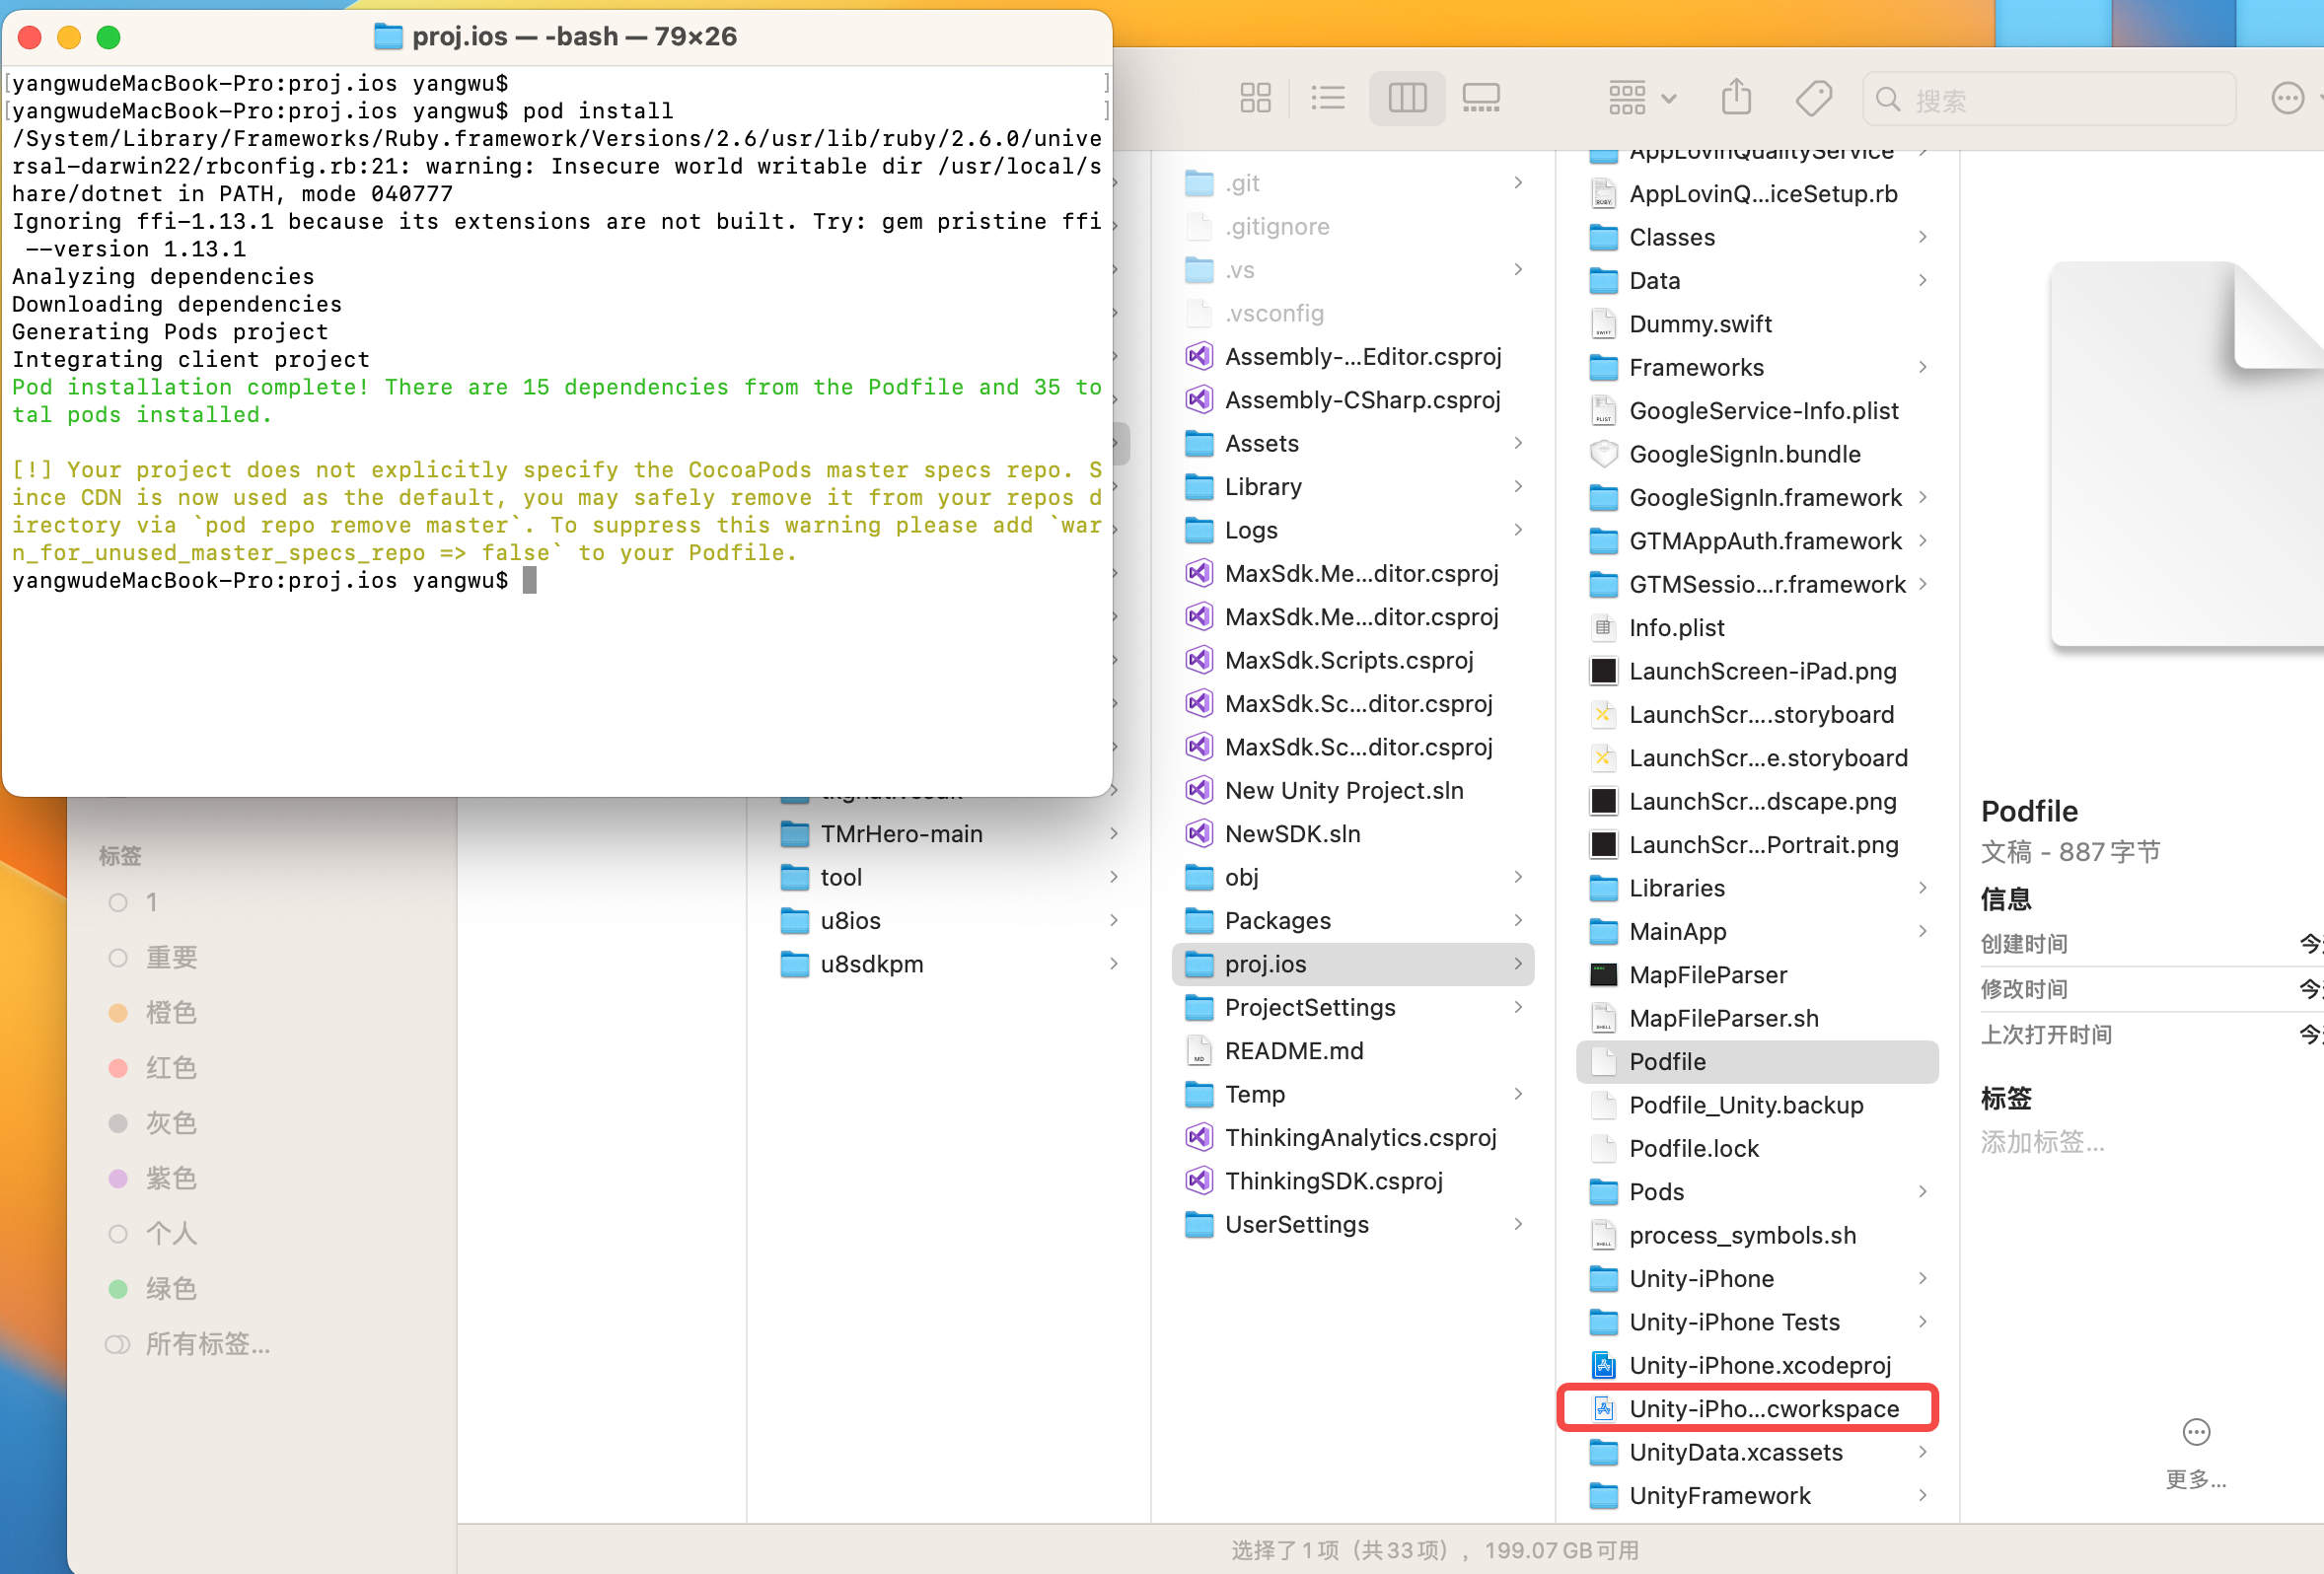 proj.ios — -bash — 79×26
[yangwudeMacBook-Pro:proj.ios yangwu$ ]
[yangwudeMacBook-Pro:proj.ios yangwu$ pod install ]
/System/Library/Frameworks/Ruby.framework/Versions/2.6/usr/lib/ruby/2.6.0/unive
rsal-darwin22/rbconfig.rb:21: warning: Insecure world writable dir /usr/local/s
hare/dotnet in PATH, mode 040777
Ignoring ffi-1.13.1 because its extensions are not built. Try: gem pristine ffi
 --version 1.13.1
Analyzing dependencies
Downloading dependencies
Generating Pods project
Integrating client project
Pod installation complete! There are 15 dependencies from the Podfile and 35 to
tal pods installed.
[!] Your project does not explicitly specify the CocoaPods master specs repo. S
ince CDN is now used as the default, you may safely remove it from your repos d
irectory via `pod repo remove master`. To suppress this warning please add `war
n_for_unused_master_specs_repo => false` to your Podfile.
yangwudeMacBook-Pro:proj.ios yangwu$
搜索
标签
1
重要
橙色
红色
灰色
紫色
个人
绿色
所有标签...
TMrHero-main
tool
u8ios
u8sdkpm
.git
.gitignore
.vs
.vsconfig
Assembly-...Editor.csproj
Assembly-CSharp.csproj
Assets
Library
Logs
MaxSdk.Me...ditor.csproj
MaxSdk.Me...ditor.csproj
MaxSdk.Scripts.csproj
MaxSdk.Sc...ditor.csproj
MaxSdk.Sc...ditor.csproj
New Unity Project.sln
NewSDK.sln
obj
Packages
proj.ios
ProjectSettings
README.md
Temp
ThinkingAnalytics.csproj
ThinkingSDK.csproj
UserSettings
AppLovinQualityService
AppLovinQ...iceSetup.rb
Classes
Data
Dummy.swift
Frameworks
GoogleService-Info.plist
GoogleSignIn.bundle
GoogleSignIn.framework
GTMAppAuth.framework
GTMSessio...r.framework
Info.plist
LaunchScreen-iPad.png
LaunchScr....storyboard
LaunchScr...e.storyboard
LaunchScr...dscape.png
LaunchScr...Portrait.png
Libraries
MainApp
MapFileParser
MapFileParser.sh
Podfile
Podfile_Unity.backup
Podfile.lock
Pods
process_symbols.sh
Unity-iPhone
Unity-iPhone Tests
Unity-iPhone.xcodeproj
Unity-iPho...cworkspace
UnityData.xcassets
UnityFramework
Podfile
文稿 - 887 字节
信息
创建时间 今
修改时间 今
上次打开时间 今
标签
添加标签...
更多...
选择了 1 项（共 33 项），199.07 GB 可用